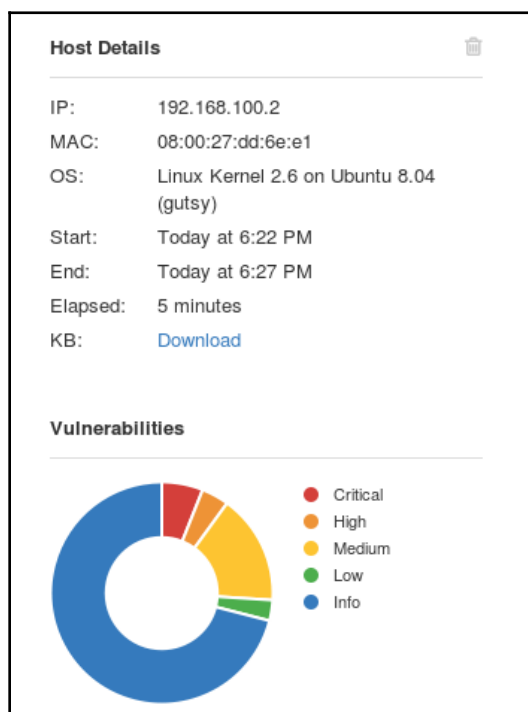 Host Details
IP: 192.168.100.2
MAC: 08:00:27:dd:6e:e1
OS: Linux Kernel 2.6 on Ubuntu 8.04
(gutsy)
Start: Today at 6:22 PM
End: Today at 6:27 PM
Elapsed: 5 minutes
KB: Download
Vulnerabilities
Critical
High
Medium
Low
Info